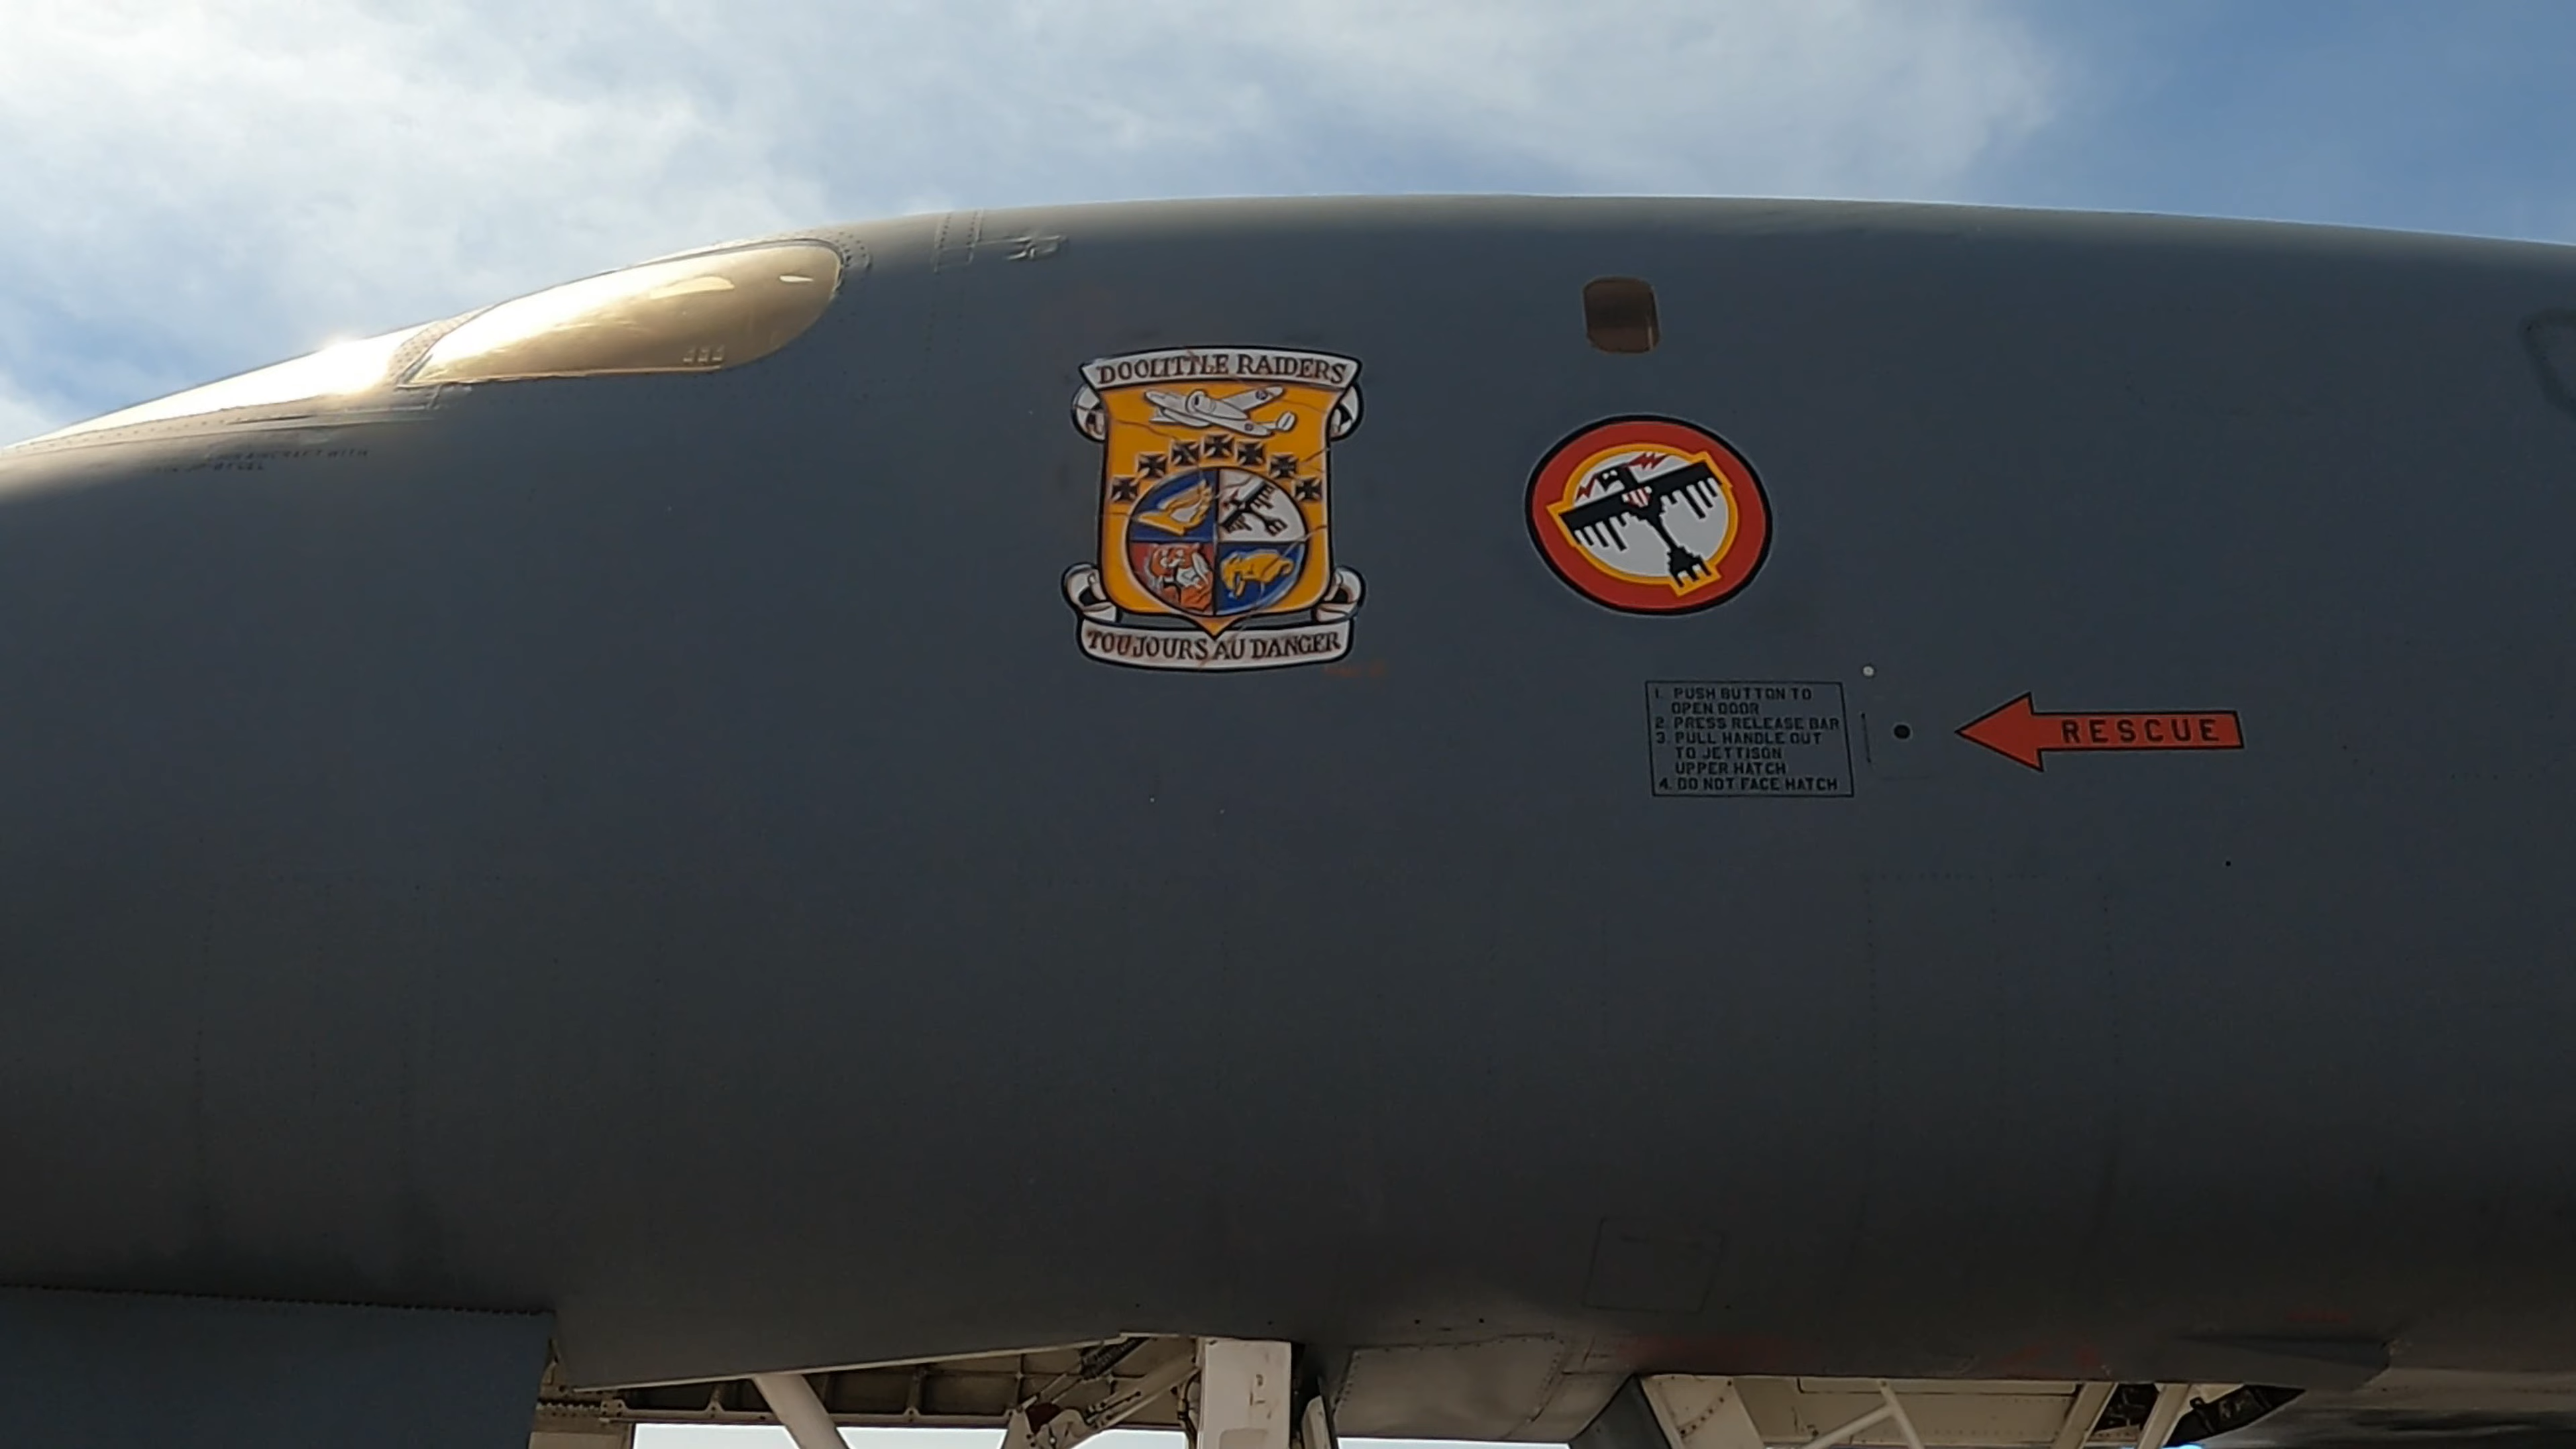 DOOLITTLE RAIDERS
TOUJOURS AU DANGER
1. PUSH BUTTON TO
OPEN DOOR
2. PRESS RELEASE BAR
3. PULL HANDLE OUT
TO JETTISON
UPPER HATCH
4. DO NOT FACE HATCH
RESCUE